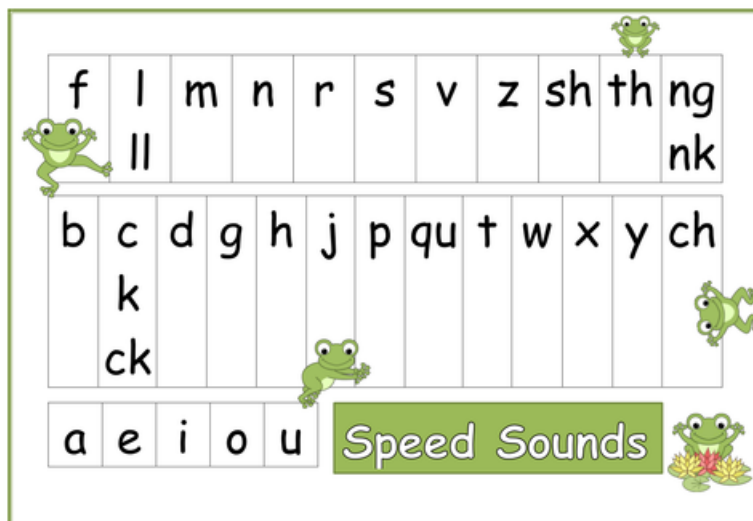 f l m n r s v z sh th ng
ll nk
b c d g h j p qu t w x y ch
k
ck
a e i o u
Speed Sounds